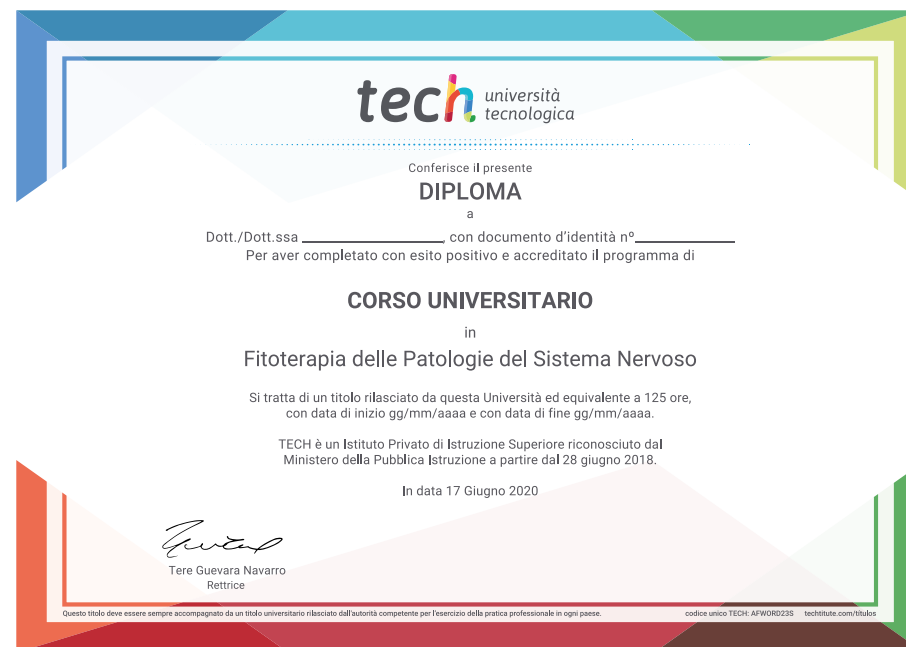 tech università
tecnologica
Conferisce il presente
DIPLOMA
a
Dott./Dott.ssa ____________________, con documento d'identità nº______________
Per aver completato con esito positivo e accreditato il programma di
CORSO UNIVERSITARIO
in
Fitoterapia delle Patologie del Sistema Nervoso
Si tratta di un titolo rilasciato da questa Università ed equivalente a 125 ore,
con data di inizio gg/mm/aaaa e con data di fine gg/mm/aaaa.
TECH è un Istituto Privato di Istruzione Superiore riconosciuto dal
Ministero della Pubblica Istruzione a partire dal 28 giugno 2018.
In data 17 Giugno 2020
Tere Guevara Navarro
Rettrice
Questo titolo deve essere sempre accompagnato da un titolo universitario rilasciato dall'autorità competente per l'esercizio della pratica professionale in ogni paese. codice unico TECH: AFWORD23S techtitute.com/títulos